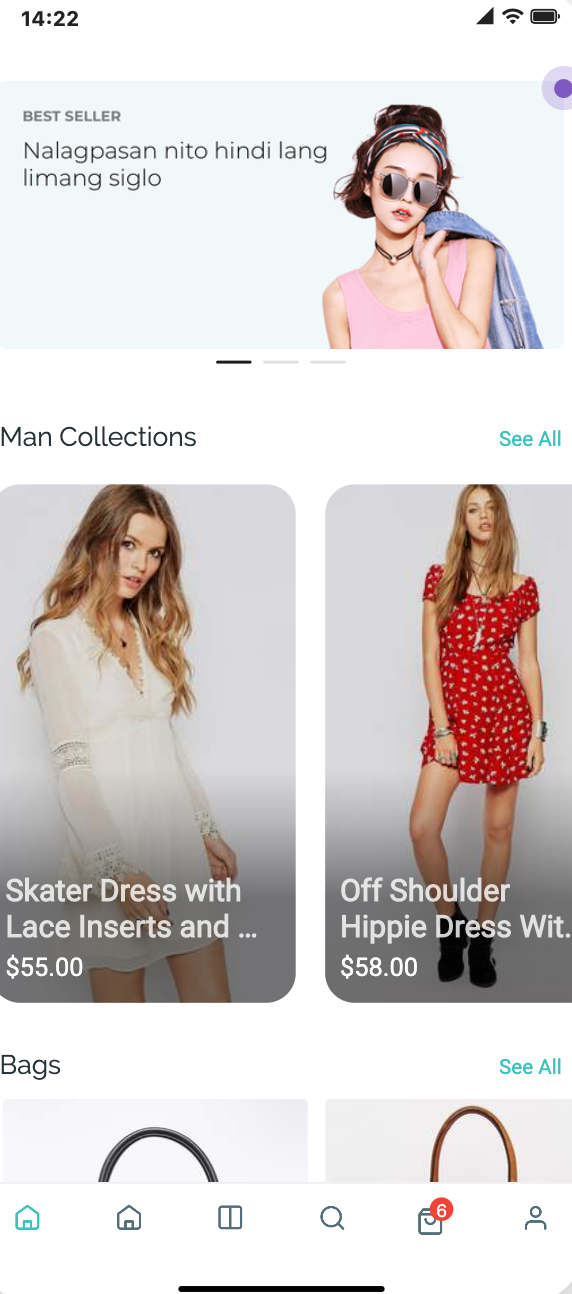 14:22
BEST SELLER
Nalagpasan nito hindi lang
limang siglo
Man Collections
See All
Skater Dress with
Lace Inserts and ...
$55.00
Off Shoulder
Hippie Dress Wit.
$58.00
Bags
See All
6